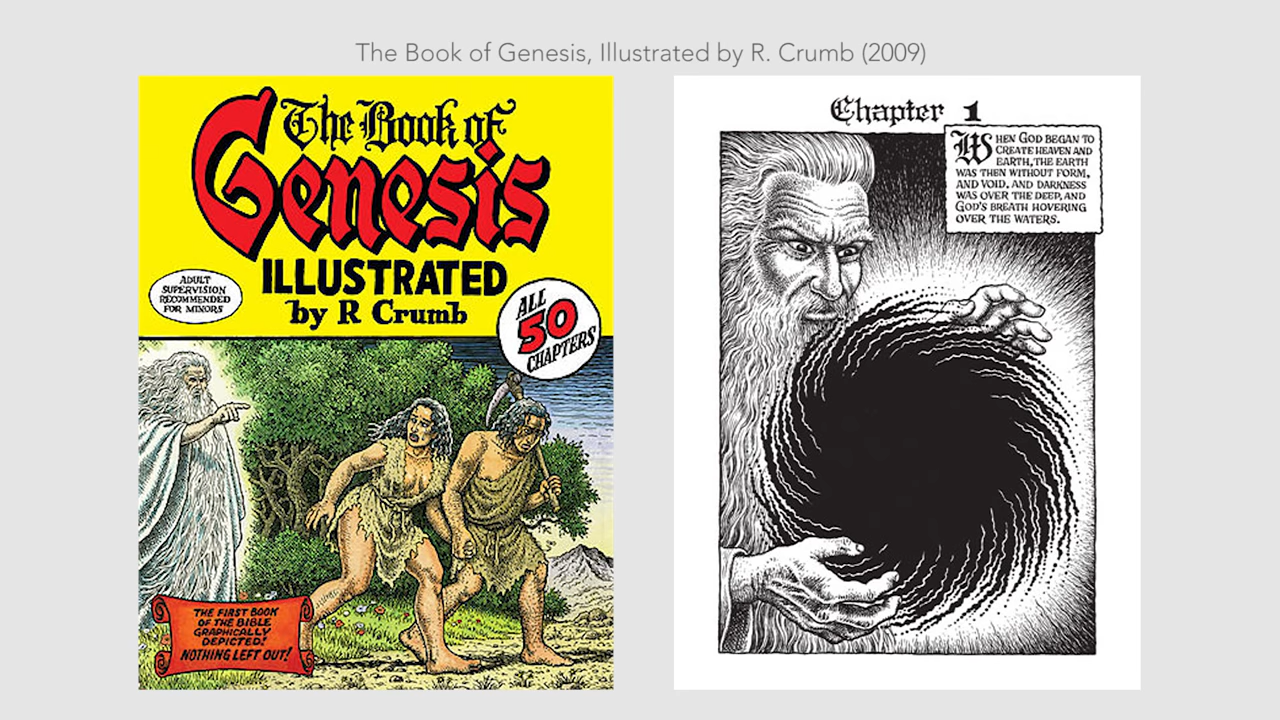 The Book of Genesis, Illustrated by R. Crumb (2009)
The Book of
Genesis
ILLUSTRATED
by R Crumb
ADULT
SUPERVISION
RECOMMENDED
FOR MINORS
ALL
50
CHAPTERS
THE FIRST BOOK
OF THE BIBLE
GRAPHICALLY
DEPICTED!
NOTHING LEFT OUT!
Chapter 1
WHEN GOD BEGAN TO
CREATE HEAVEN AND
EARTH, THE EARTH
WAS THEN WITHOUT FORM,
AND VOID, AND DARKNESS
WAS OVER THE DEEP, AND
GOD'S BREATH HOVERING
OVER THE WATERS.